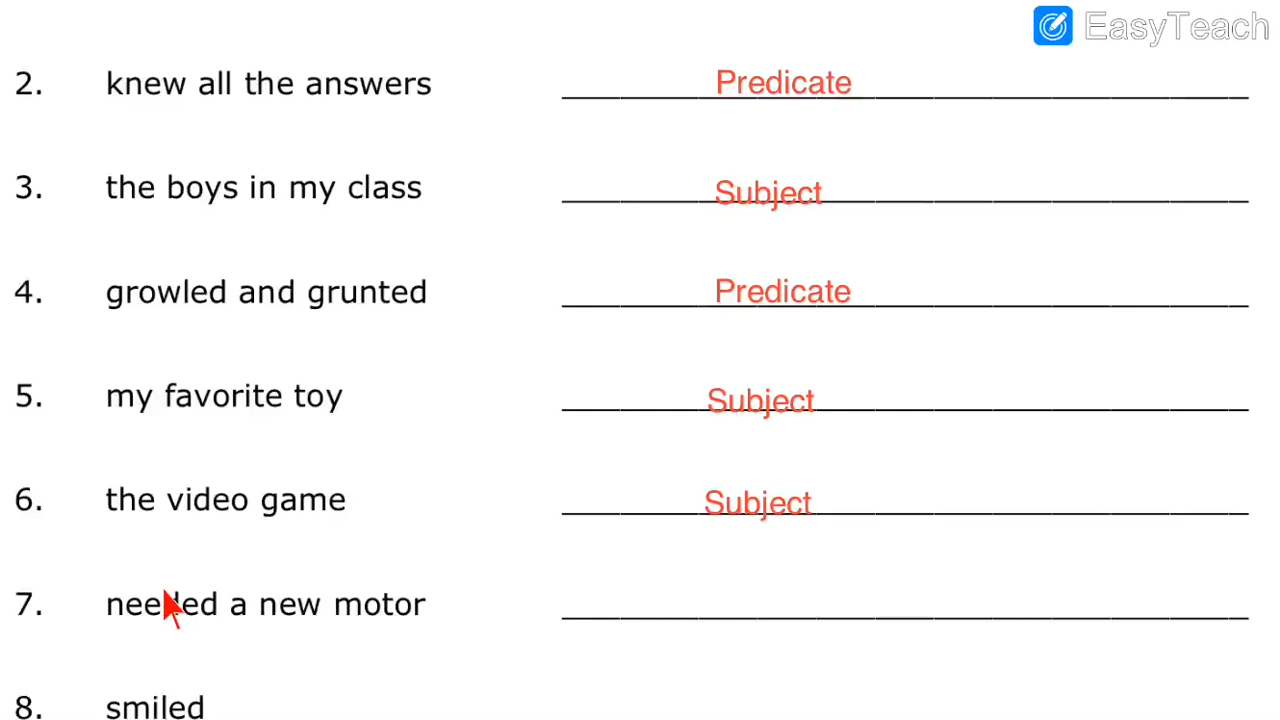 EasyTeach
2. knew all the answers Predicate
3. the boys in my class Subject
4. growled and grunted Predicate
5. my favorite toy Subject
6. the video game Subject
7. needed a new motor
8. smiled